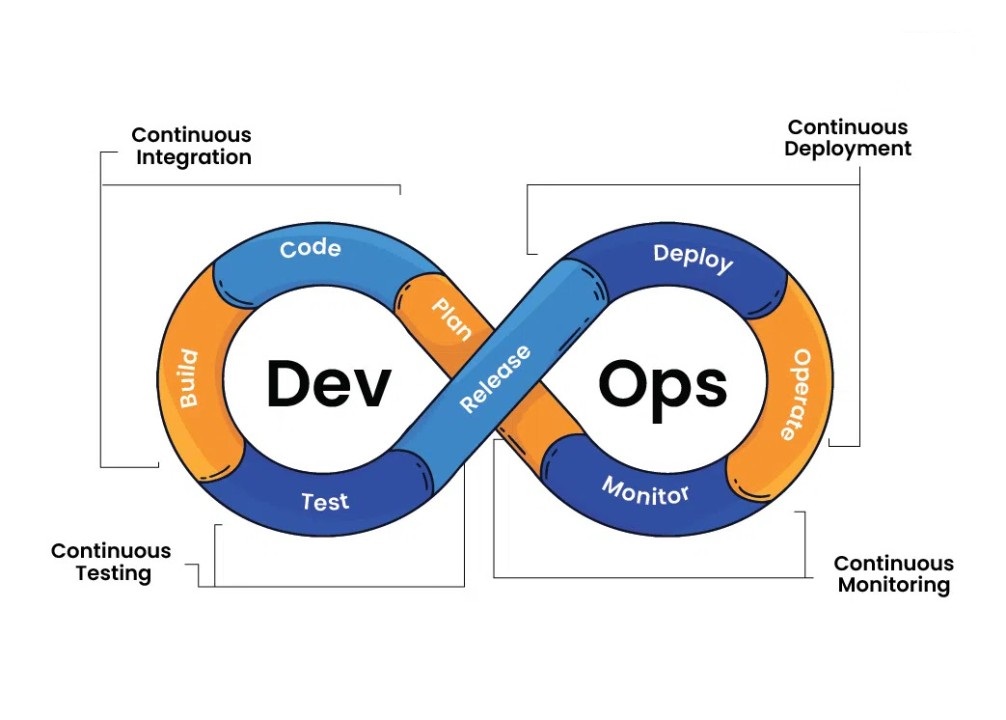 Continuous
Integration
Continuous
Deployment
Code
Deploy
Plan
Build
Dev
Release
Ops
Operate
Test
Monitor
Continuous
Testing
Continuous
Monitoring